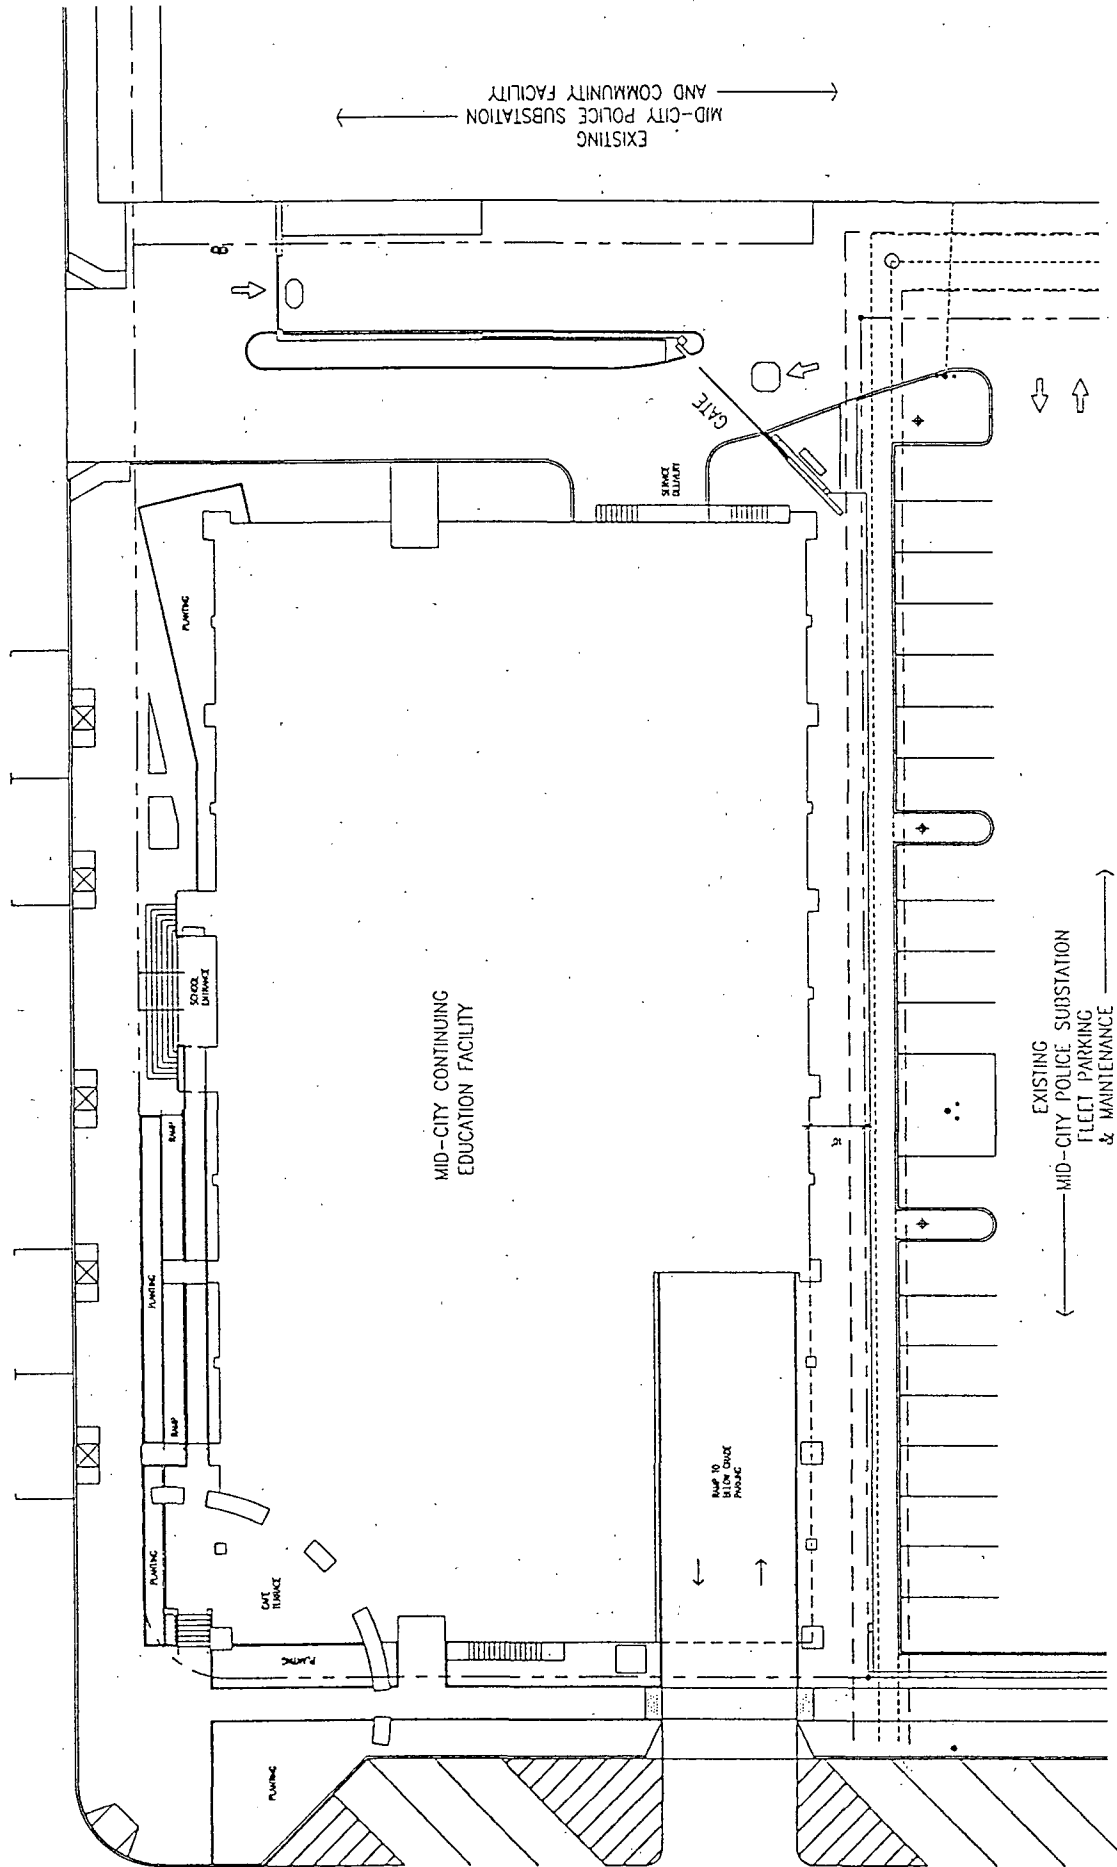 EXISTING
MID-CITY POLICE SUBSTATION
AND COMMUNITY FACILITY
GATE
SERVICE
DELIVERY
PLANTING
SCHOOL
ENTRANCE
MID-CITY CONTINUING
EDUCATION FACILITY
RAMP
PLANTING
RAMP
PLANTING
CAFE
TERRACE
PLANTING
PLANTING
RAMP TO
BELOW GRADE
PARKING
EXISTING
MID-CITY POLICE SUBSTATION
FLEET PARKING
& MAINTENANCE